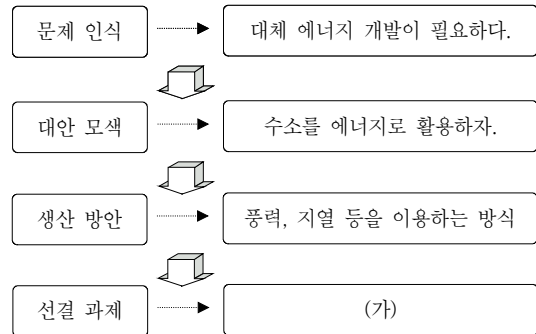 문제 인식
대체 에너지 개발이 필요하다.
대안 모색
수소를 에너지로 활용하자.
생산 방안
풍력, 지열 등을 이용하는 방식
선결 과제
(가)